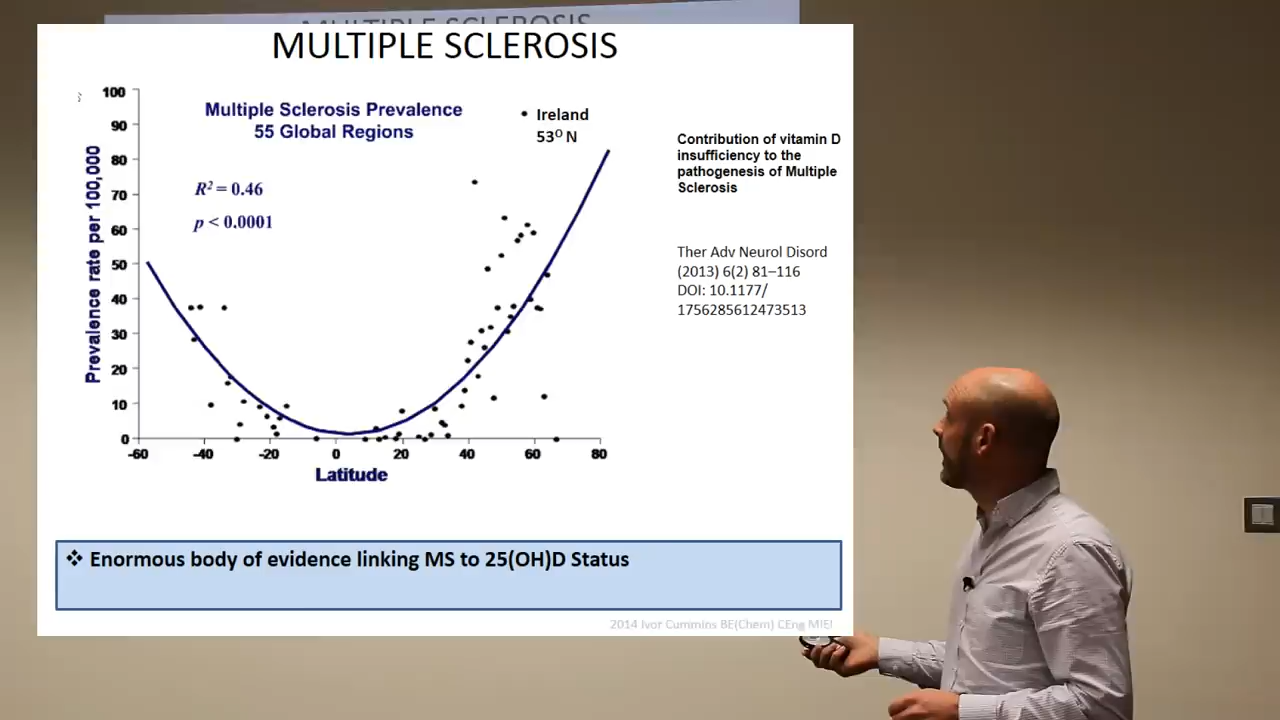 MULTIPLE SCLEROSIS
MULTIPLE SCLEROSIS
Multiple Sclerosis Prevalence
55 Global Regions
R² = 0.46
p < 0.0001
Ireland
53⁰ N
Prevalence rate per 100,000
100
90
80
70
60
50
40
30
20
10
0
-60 -40 -20 0 20 40 60 80
Latitude
Contribution of vitamin D
insufficiency to the
pathogenesis of Multiple
Sclerosis
Ther Adv Neurol Disord
(2013) 6(2) 81–116
DOI: 10.1177/
1756285612473513
❖ Enormous body of evidence linking MS to 25(OH)D Status
2014 Ivor Cummins BE(Chem) CEng MIEI